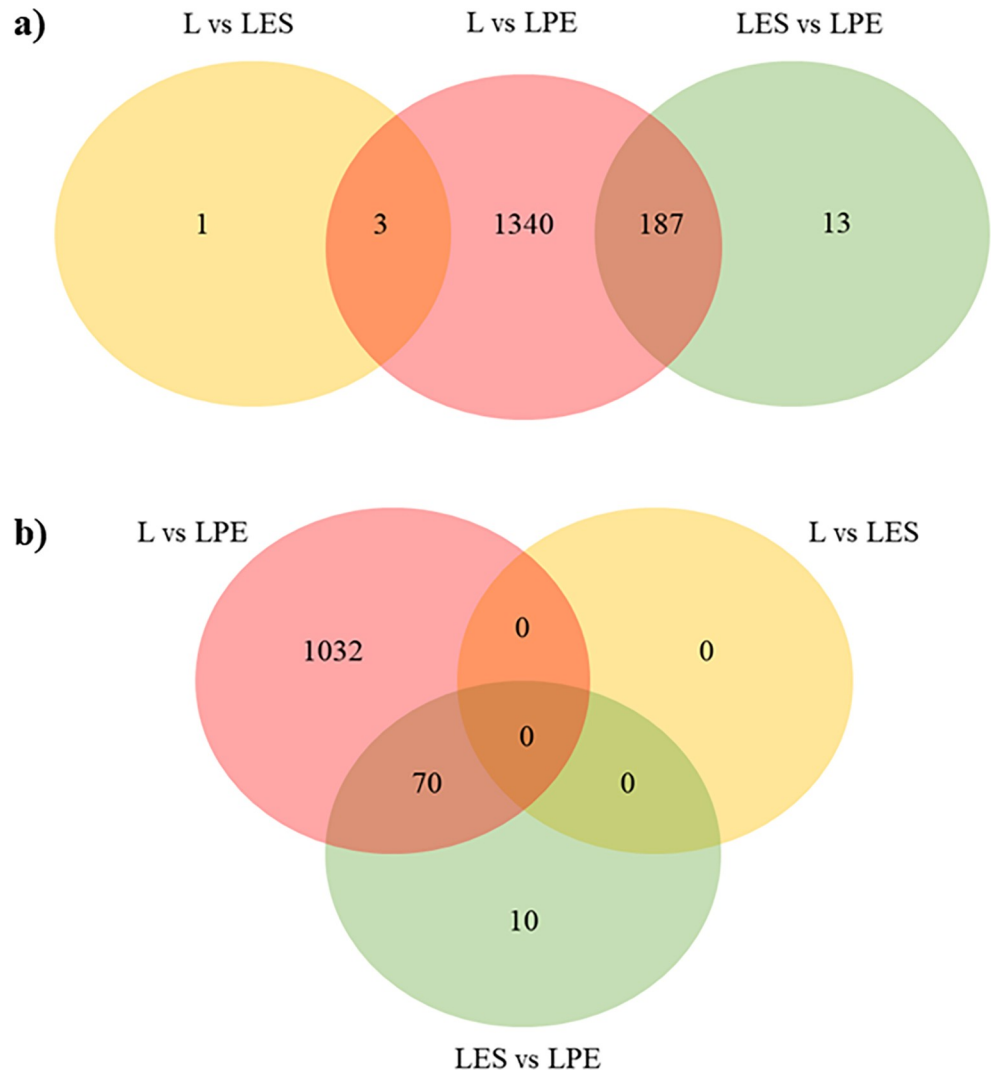 a)
L vs LES L vs LPE LES vs LPE
1 3 1340 187 13
b)
L vs LPE L vs LES
0
1032 0
0
70 0
10
LES vs LPE